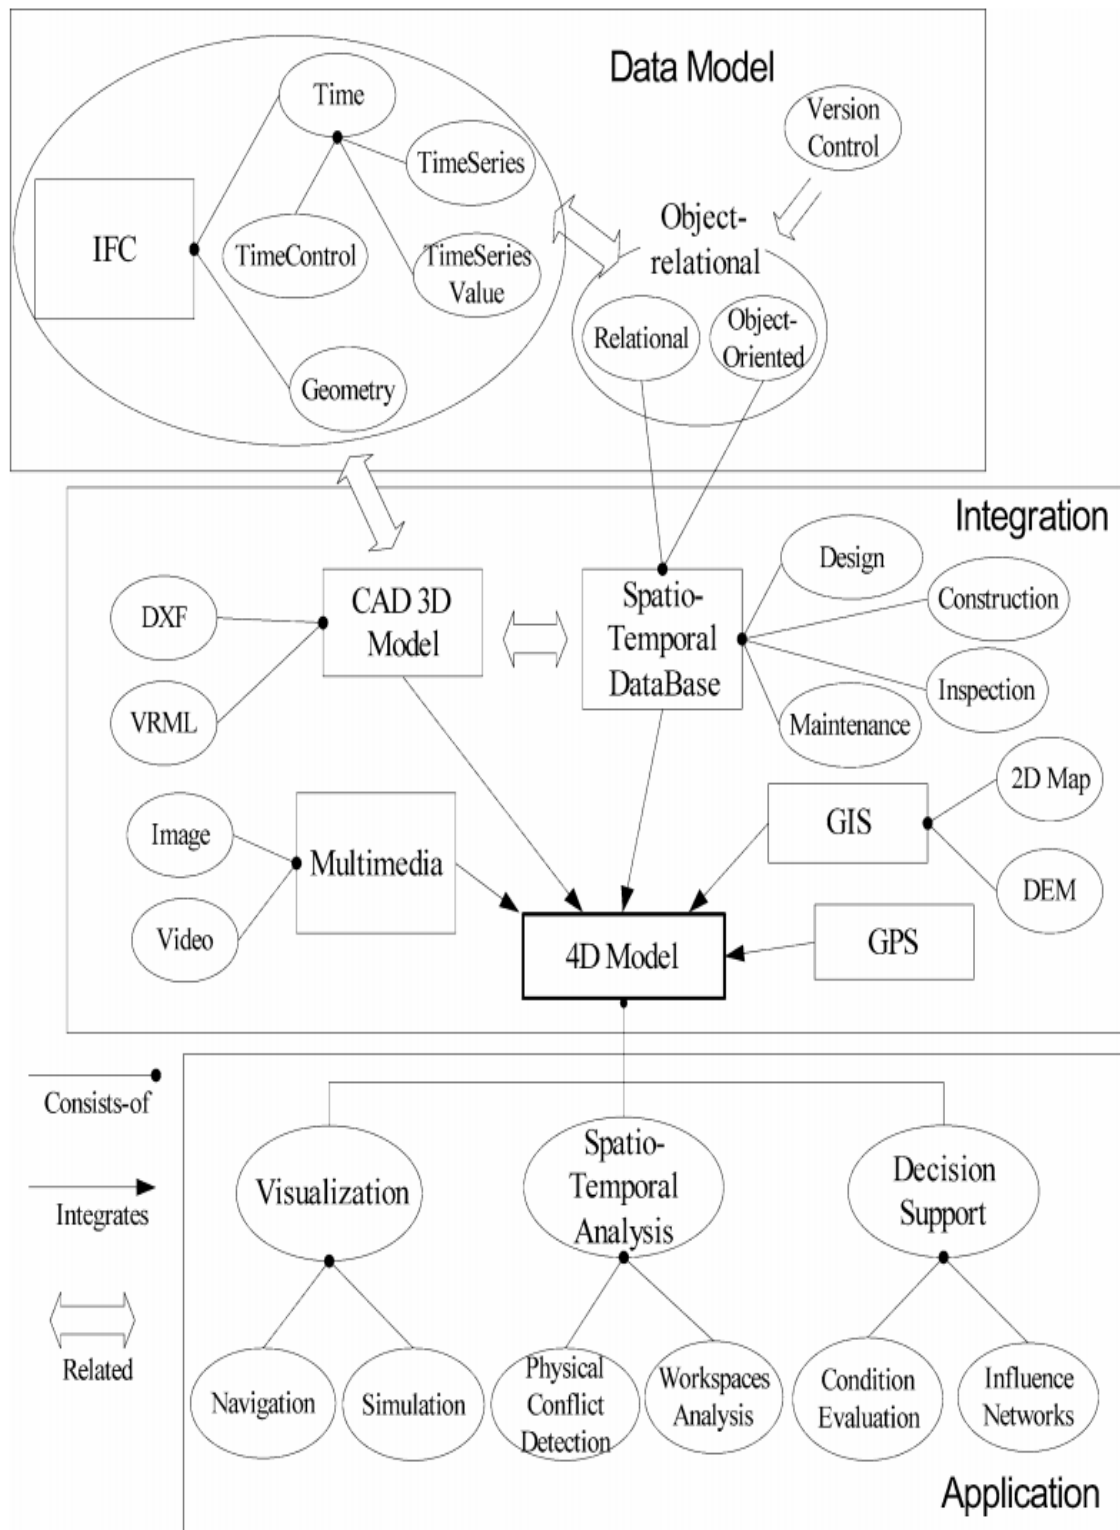 Data Model
Time
Version
Control
TimeSeries
IFC
TimeControl
TimeSeries
Value
Object-
relational
Relational
Object-
Oriented
Geometry
Integration
Design
DXF
CAD 3D
Model
Spatio-
Temporal
DataBase
Construction
VRML
Maintenance
Inspection
Image
Multimedia
GIS
2D Map
Video
DEM
4D Model
GPS
Consists-of
Integrates
Related
Visualization
Spatio-
Temporal
Analysis
Decision
Support
Navigation
Simulation
Physical
Conflict
Detection
Workspaces
Analysis
Condition
Evaluation
Influence
Networks
Application